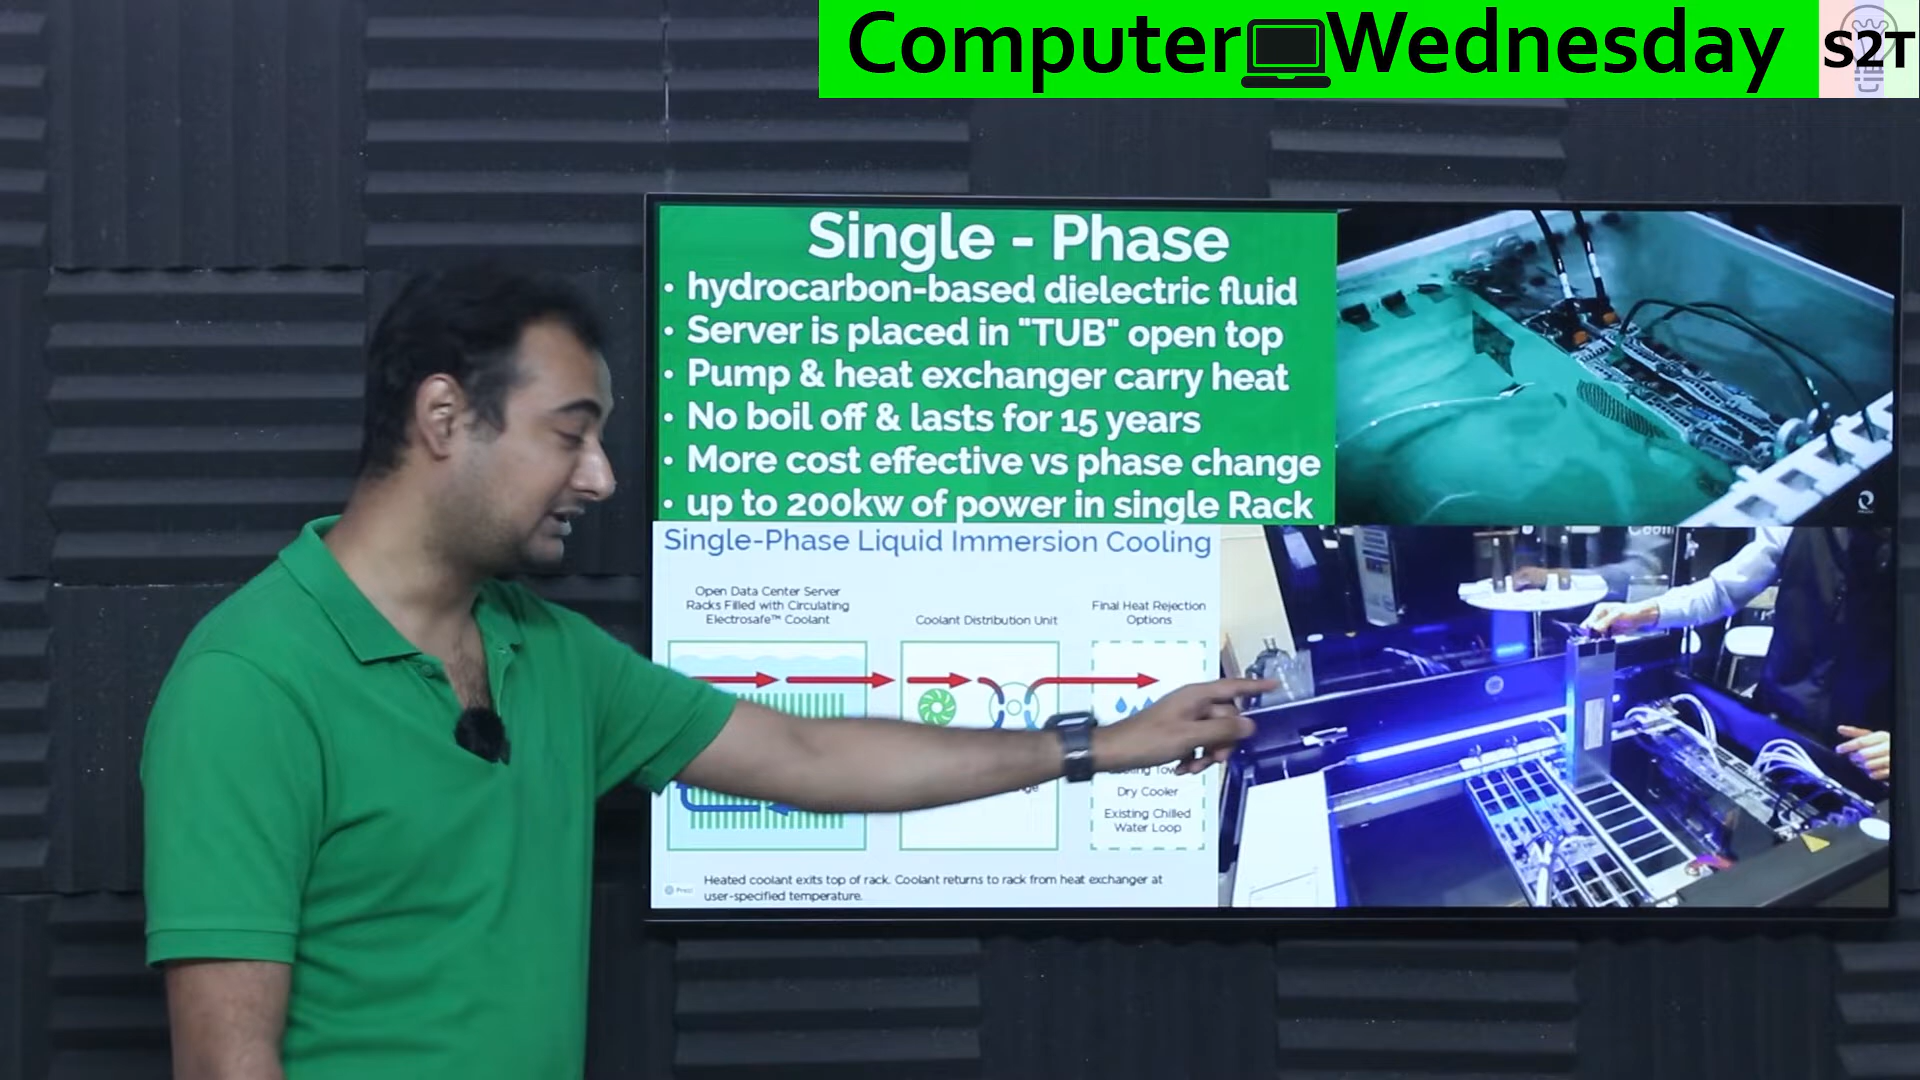 Computer Wednesday
S2T
Single - Phase
• hydrocarbon-based dielectric fluid
• Server is placed in "TUB" open top
• Pump & heat exchanger carry heat
• No boil off & lasts for 15 years
• More cost effective vs phase change
• up to 200kw of power in single Rack
Single-Phase Liquid Immersion Cooling
Open Data Center Server
Racks Filled with Circulating
Electrosafe™ Coolant
Coolant Distribution Unit
Final Heat Rejection
Options
Dry Cooler
Existing Chilled
Water Loop
Heated coolant exits top of rack. Coolant returns to rack from heat exchanger at
user-specified temperature.
Prezi